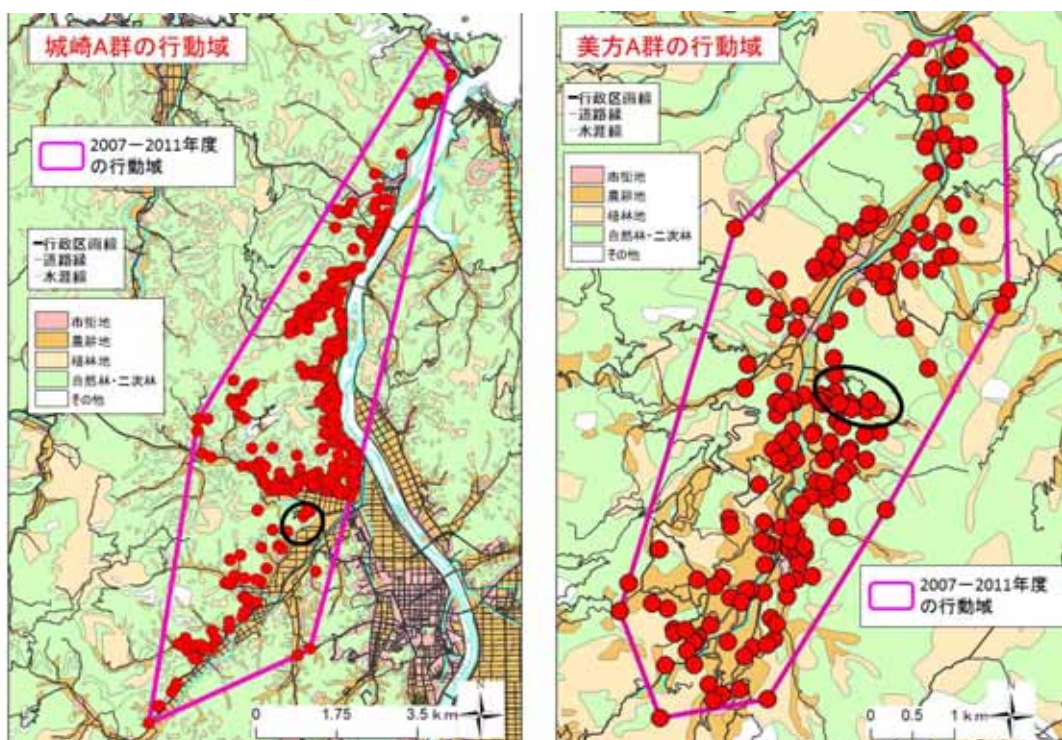 城崎A群の行動域
2007－2011年度
の行動域
行政区画線
道路縁
水涯線
市街地
農耕地
植林地
自然林・二次林
その他
N
0 1.75 3.5 km
美方A群の行動域
行政区画線
道路縁
水涯線
市街地
農耕地
植林地
自然林・二次林
その他
2007－2011年度
の行動域
N
0 0.5 1 km